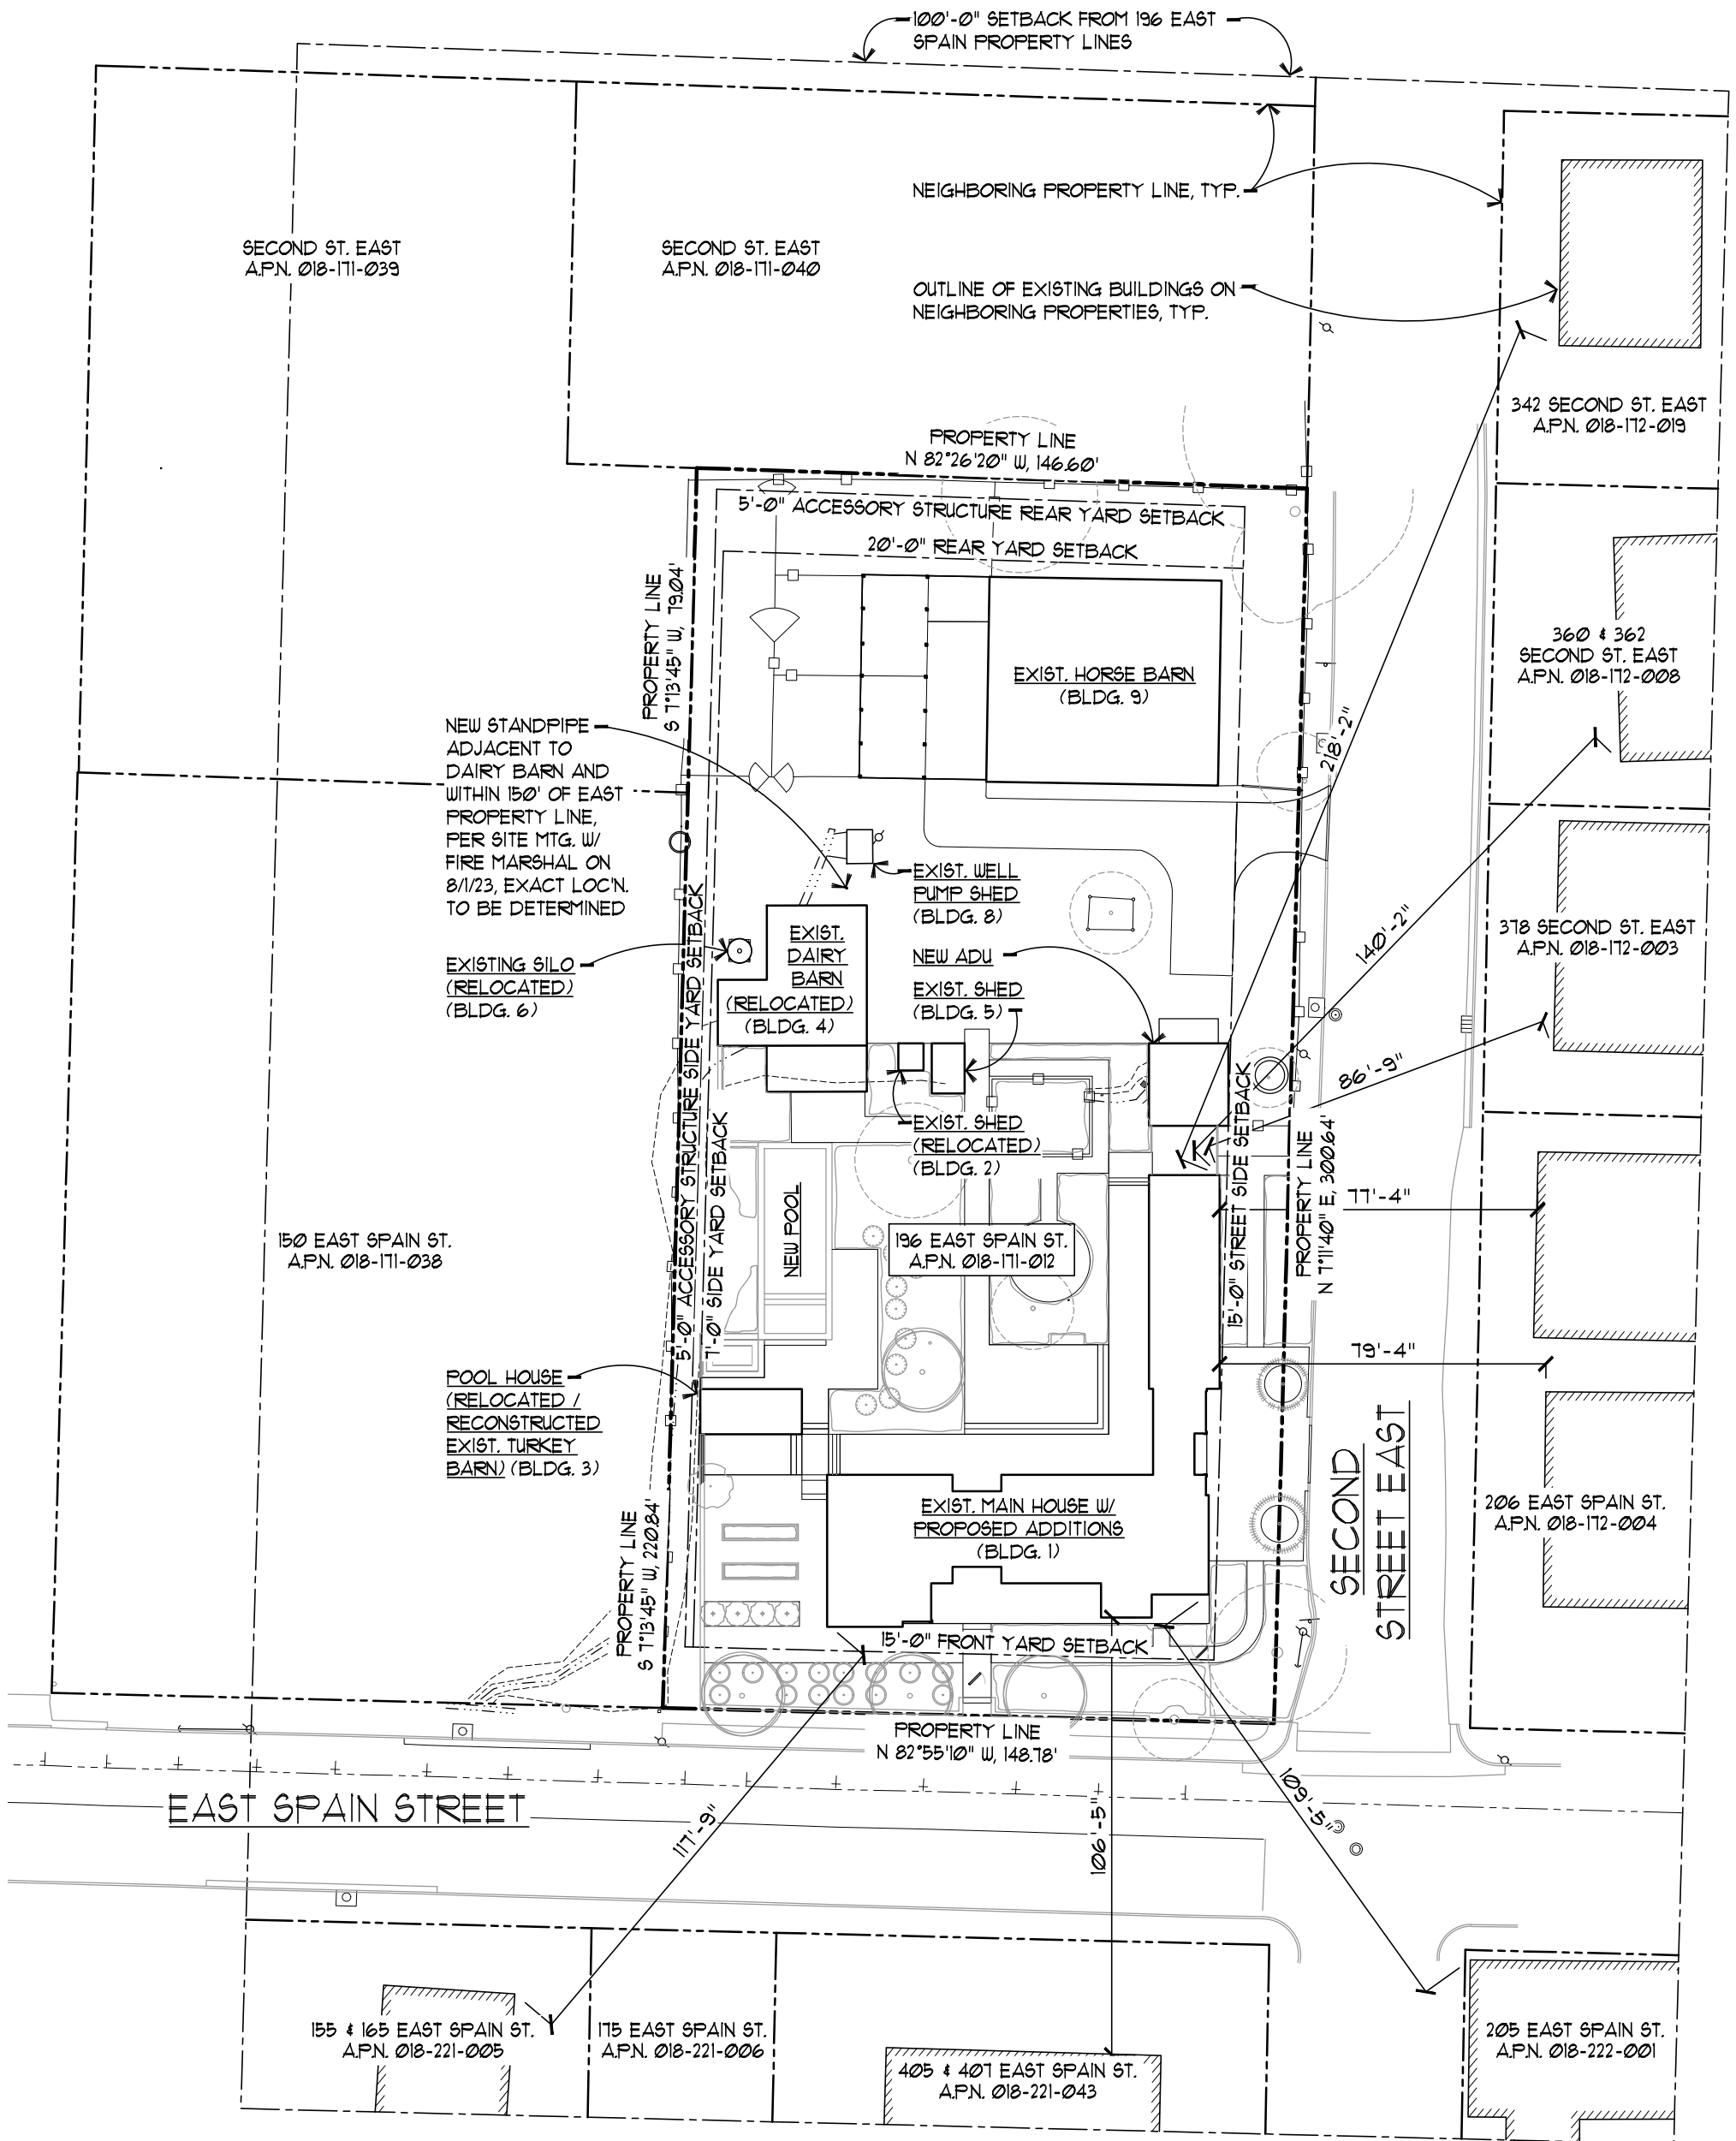 100'-0" SETBACK FROM 196 EAST
SPAIN PROPERTY LINES
NEIGHBORING PROPERTY LINE, TYP.
SECOND ST. EAST
A.P.N. 018-171-039
SECOND ST. EAST
A.P.N. 018-171-040
OUTLINE OF EXISTING BUILDINGS ON
NEIGHBORING PROPERTIES, TYP.
342 SECOND ST. EAST
A.P.N. 018-172-019
PROPERTY LINE
N 82°26'20" W, 146.60'
5'-0" ACCESSORY STRUCTURE REAR YARD SETBACK
20'-0" REAR YARD SETBACK
PROPERTY LINE
S 7°13'45" W, 79.04'
EXIST. HORSE BARN
(BLDG. 9)
360 & 362
SECOND ST. EAST
A.P.N. 018-172-008
218'-2"
NEW STANDPIPE
ADJACENT TO
DAIRY BARN AND
WITHIN 150' OF EAST
PROPERTY LINE,
PER SITE MTG. W/
FIRE MARSHAL ON
8/1/23, EXACT LOC'N.
TO BE DETERMINED
EXIST. WELL
PUMP SHED
(BLDG. 8)
140'-2"
378 SECOND ST. EAST
A.P.N. 018-172-003
EXISTING SILO
(RELOCATED)
(BLDG. 6)
EXIST.
DAIRY
BARN
(RELOCATED)
(BLDG. 4)
NEW ADU
EXIST. SHED
(BLDG. 5)
86'-9"
EXIST. SHED
(RELOCATED)
(BLDG. 2)
5'-0" ACCESSORY STRUCTURE SIDE YARD SETBACK
7'-0" SIDE YARD SETBACK
NEW POOL
196 EAST SPAIN ST.
A.P.N. 018-171-012
15'-0" STREET SIDE SETBACK
PROPERTY LINE
N 7°11'40" E, 300.64'
77'-4"
150 EAST SPAIN ST.
A.P.N. 018-171-038
79'-4"
POOL HOUSE
(RELOCATED /
RECONSTRUCTED
EXIST. TURKEY
BARN) (BLDG. 3)
SECOND
STREET EAST
206 EAST SPAIN ST.
A.P.N. 018-172-004
EXIST. MAIN HOUSE W/
PROPOSED ADDITIONS
(BLDG. 1)
PROPERTY LINE
S 7°13'45" W, 220.84'
15'-0" FRONT YARD SETBACK
PROPERTY LINE
N 82°55'10" W, 148.78'
EAST SPAIN STREET
117'-9"
106'-5"
109'-5"
155 & 165 EAST SPAIN ST.
A.P.N. 018-221-005
175 EAST SPAIN ST.
A.P.N. 018-221-006
405 & 407 EAST SPAIN ST.
A.P.N. 018-221-043
205 EAST SPAIN ST.
A.P.N. 018-222-001